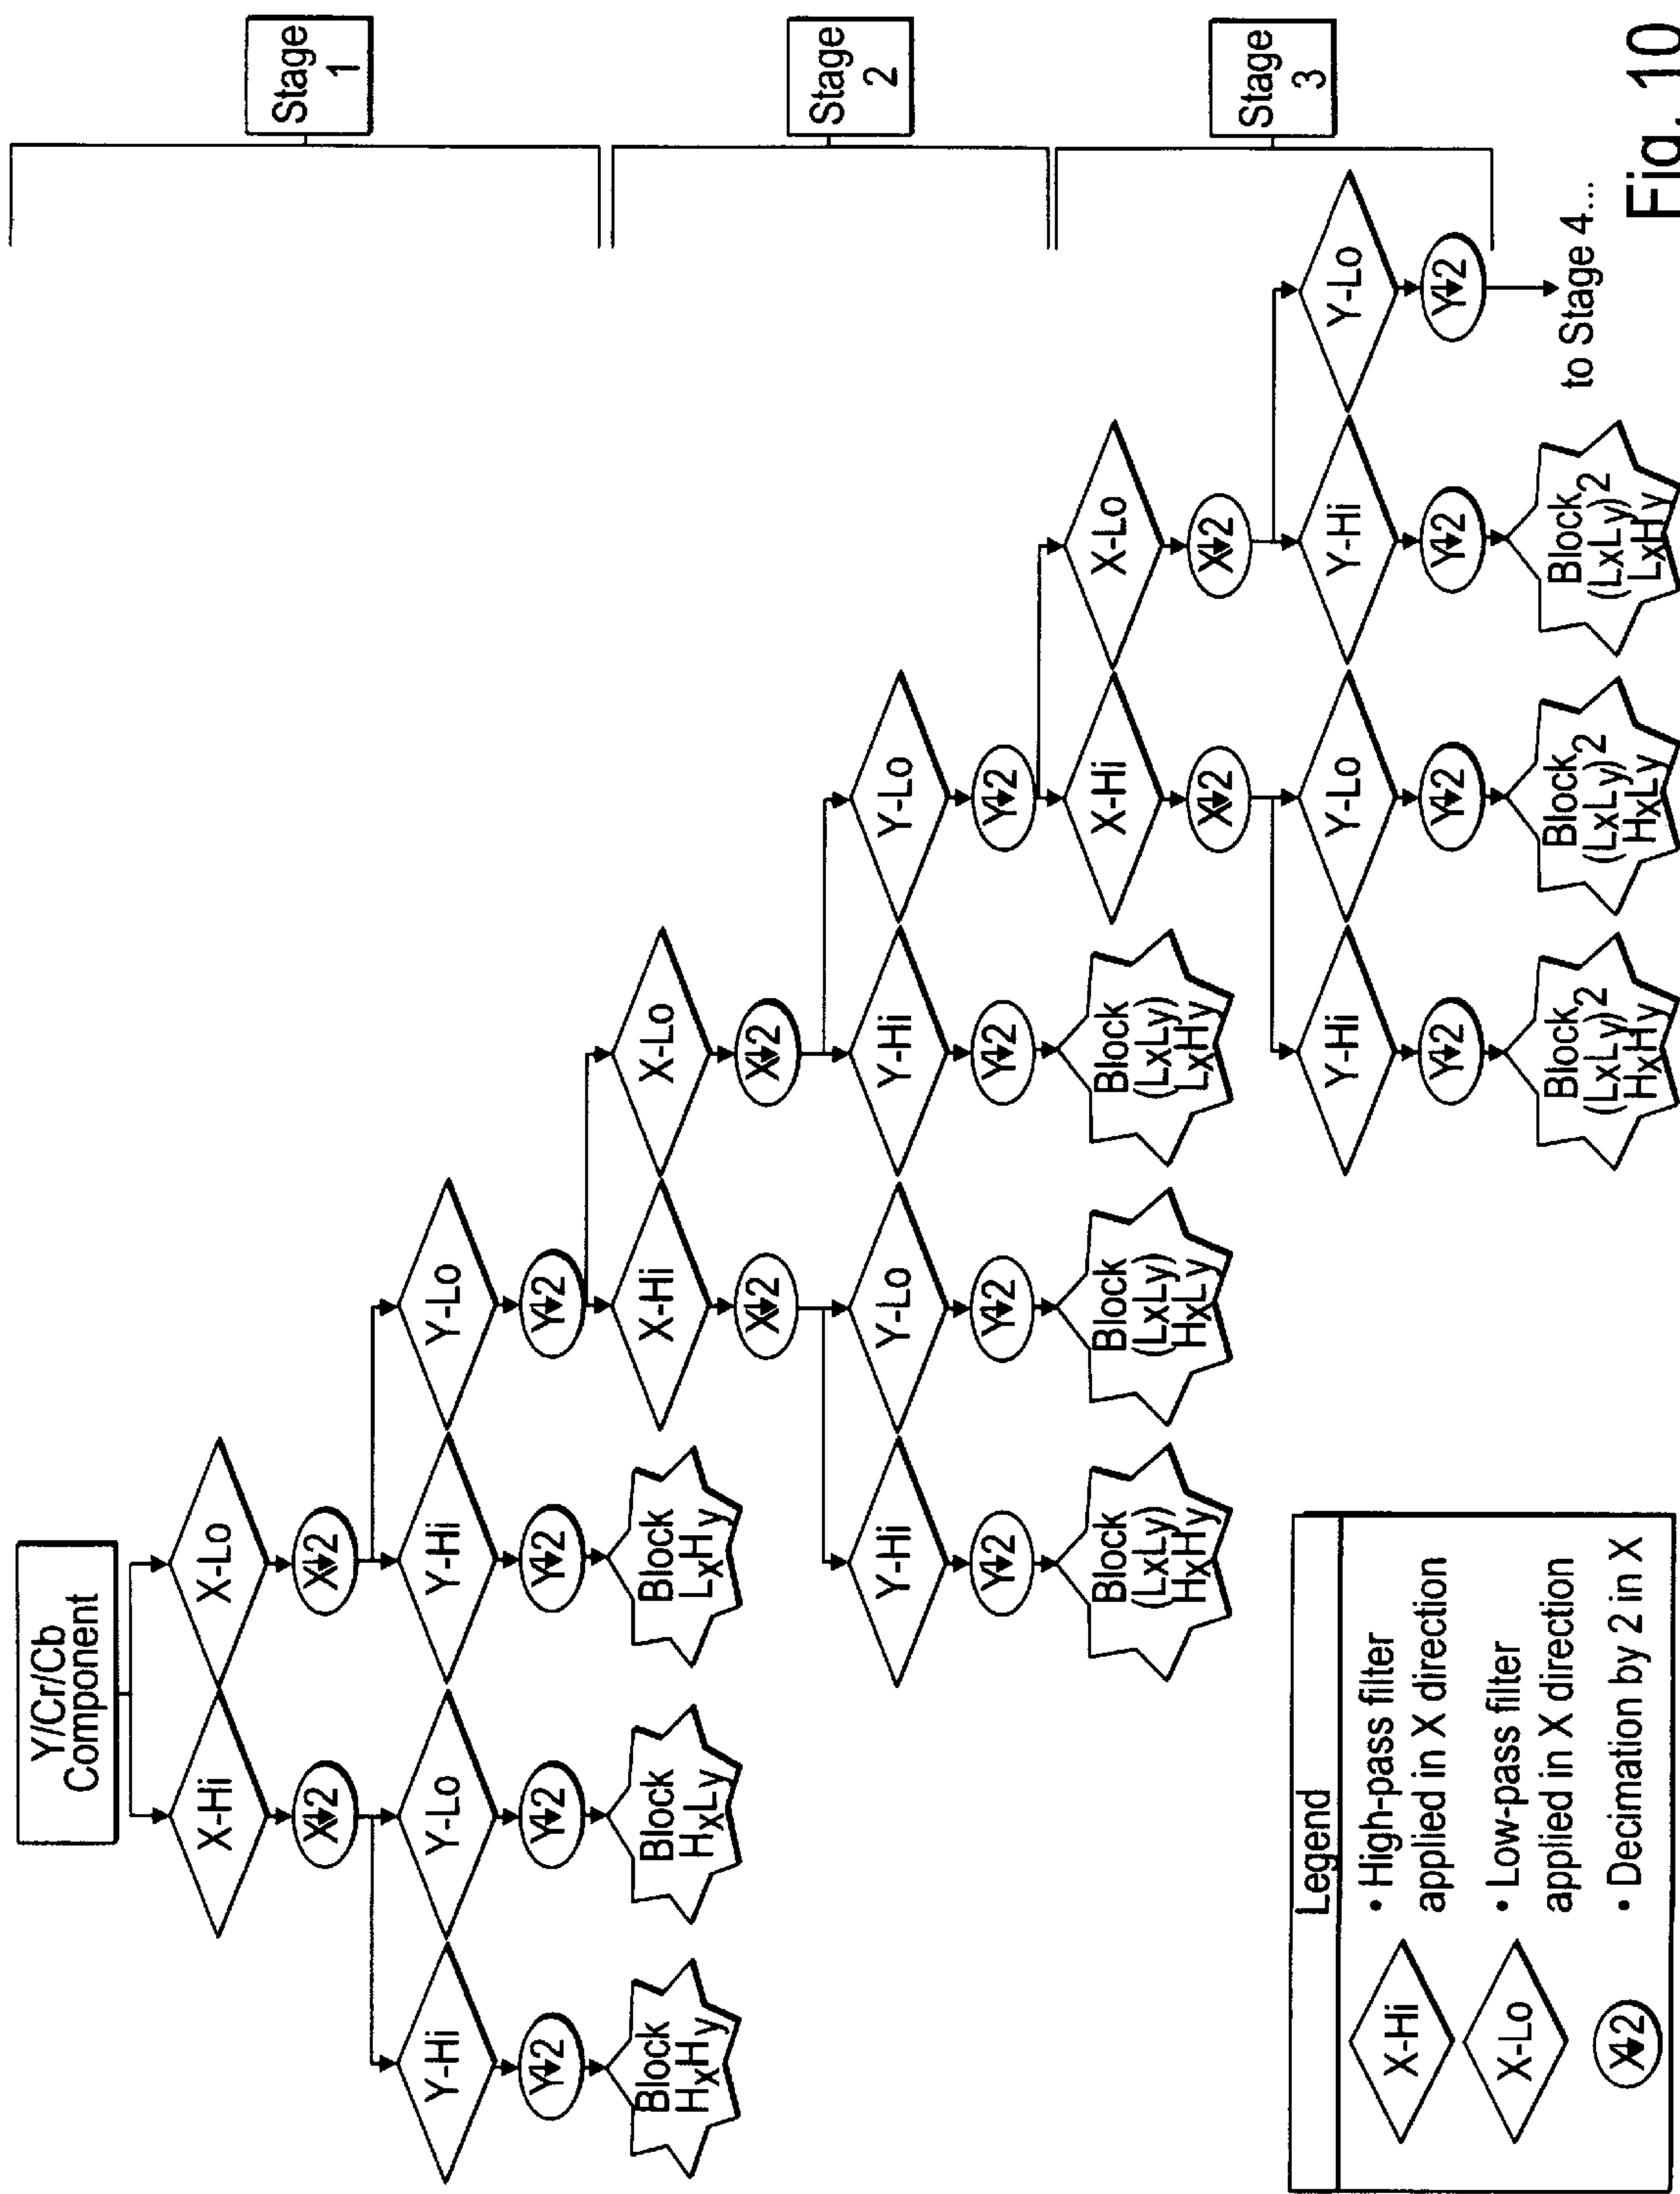 Y/Cr/Cb
Component
Stage
1
X-Hi
X-Lo
X↓2
X↓2
Y-Hi
Y-Lo
Y-Hi
Y-Lo
Y↓2
Y↓2
Y↓2
Y↓2
Block
HxHy
Block
HxLy
Block
LxHy
Stage
2
X-Hi
X-Lo
X↓2
X↓2
Y-Hi
Y-Lo
Y-Hi
Y-Lo
Y↓2
Y↓2
Y↓2
Y↓2
Block
(LxLy)
HxHy
Block
(LxLy)
HxLy
Block
(LxLy)
LxHy
Stage
3
X-Hi
X-Lo
X↓2
X↓2
Y-Hi
Y-Lo
Y-Hi
Y-Lo
Y↓2
Y↓2
Y↓2
Y↓2
Block
(LxLy)2
HxHy
Block
(LxLy)2
HxLy
Block
(LxLy)2
LxHy
to Stage 4...
Legend
X-Hi
• High-pass filter
applied in X direction
X-Lo
• Low-pass filter
applied in X direction
X↓2
• Decimation by 2 in X
Fig. 10